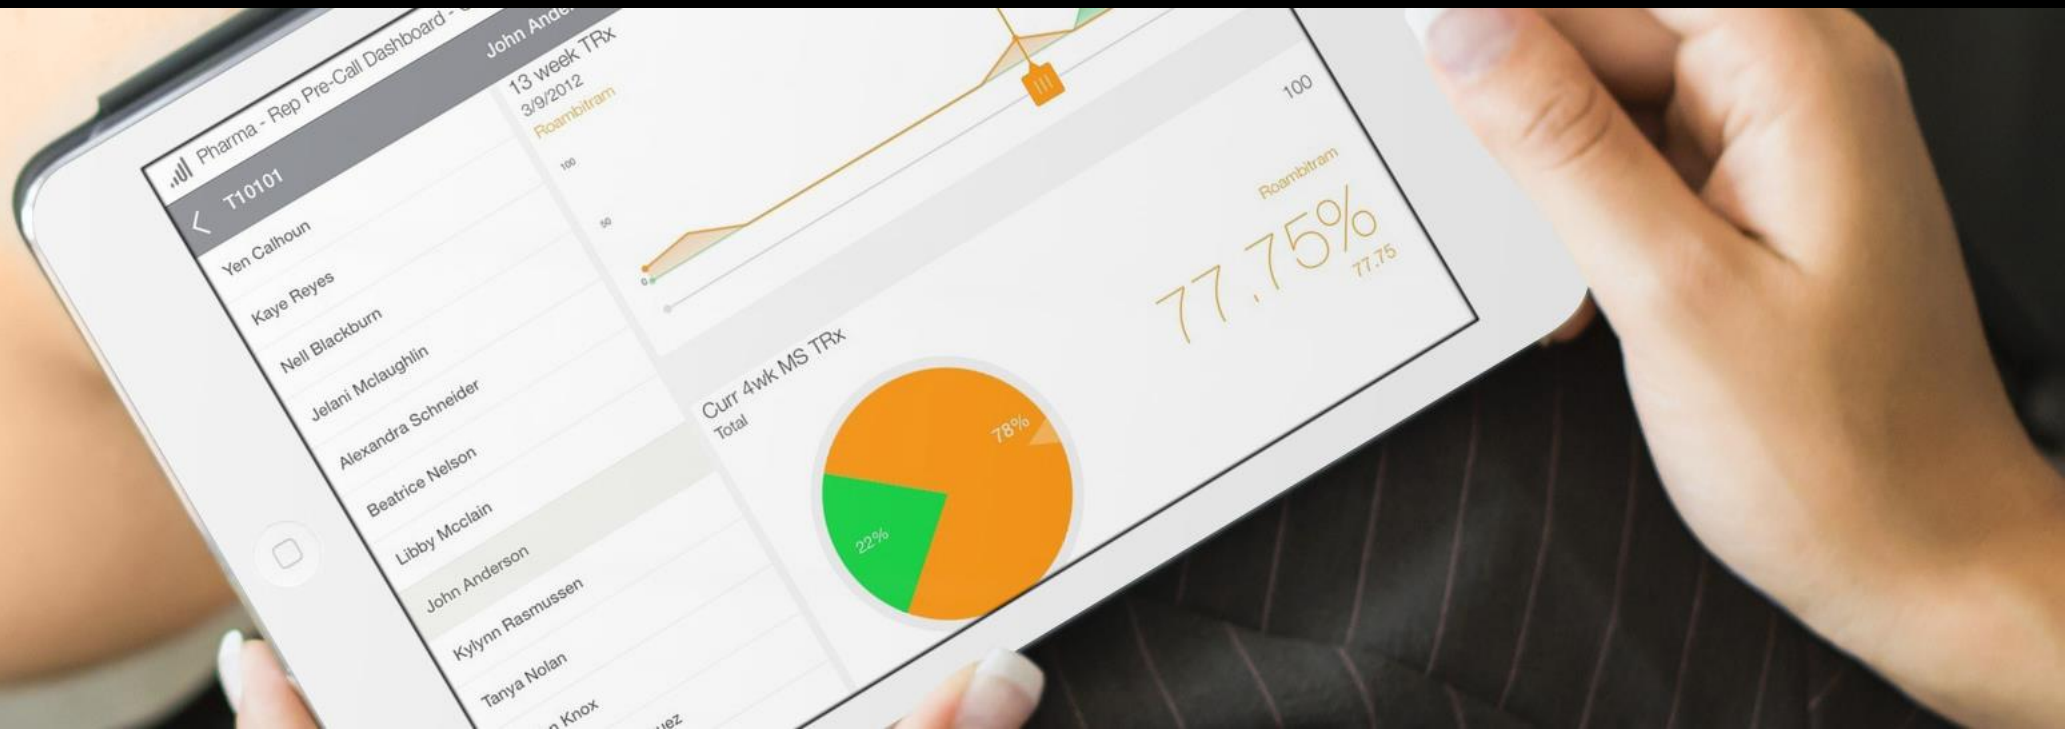 Pharma - Rep Pre-Call Dashboard -
T10101
John Ande
Yen Calhoun
Kaye Reyes
Nell Blackburn
Jelani Mclaughlin
Alexandra Schneider
Beatrice Nelson
Libby Mcclain
John Anderson
Kylynn Rasmussen
Tanya Nolan
n Knox
uez
13 week TRx
3/9/2012
Roambitram
100
50
0
100
Roambitram
77.75%
77.75
Curr 4wk MS TRx
Total
78%
22%